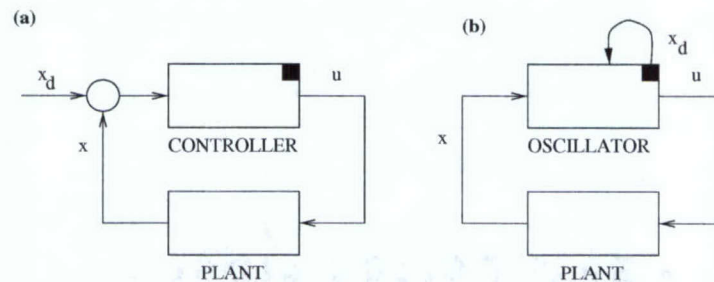 (a)
x_d
u
x
CONTROLLER
PLANT
(b)
x_d
u
x
OSCILLATOR
PLANT